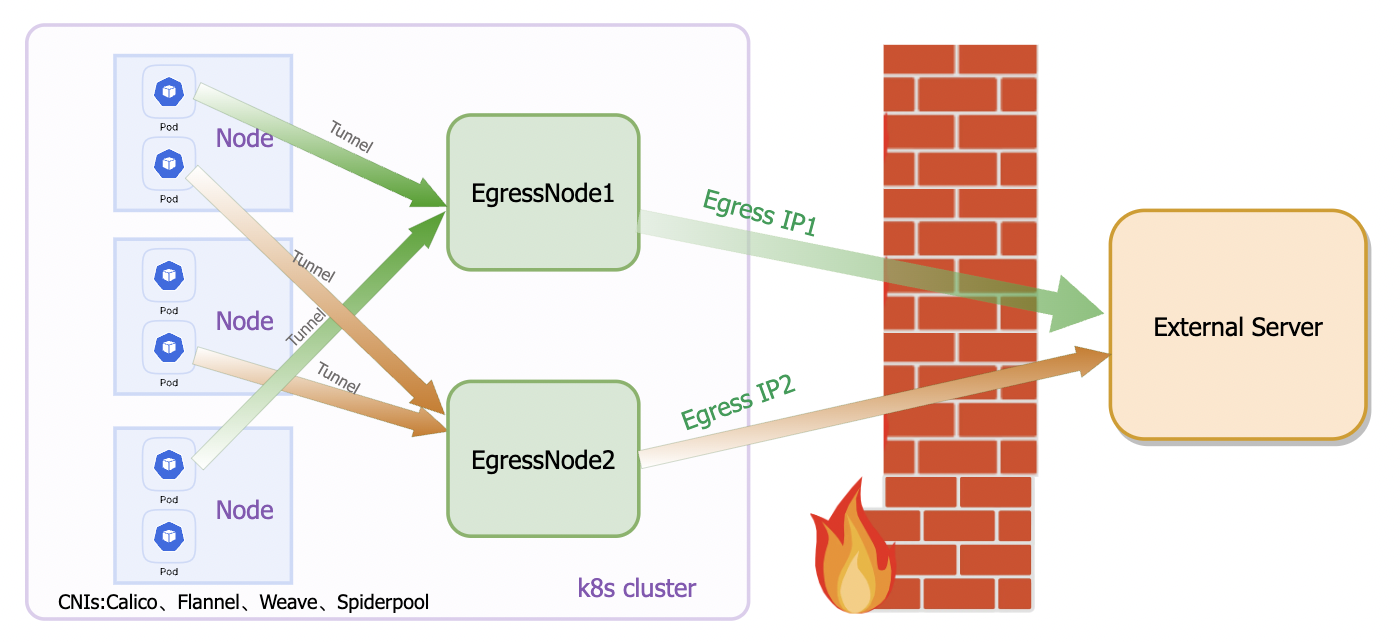 Pod
Node
Pod
Pod
Node
Pod
Pod
Node
Pod
Tunnel
Tunnel
Tunnel
Tunnel
EgressNode1
EgressNode2
Egress IP1
Egress IP2
External Server
k8s cluster
CNIs:Calico、Flannel、Weave、Spiderpool